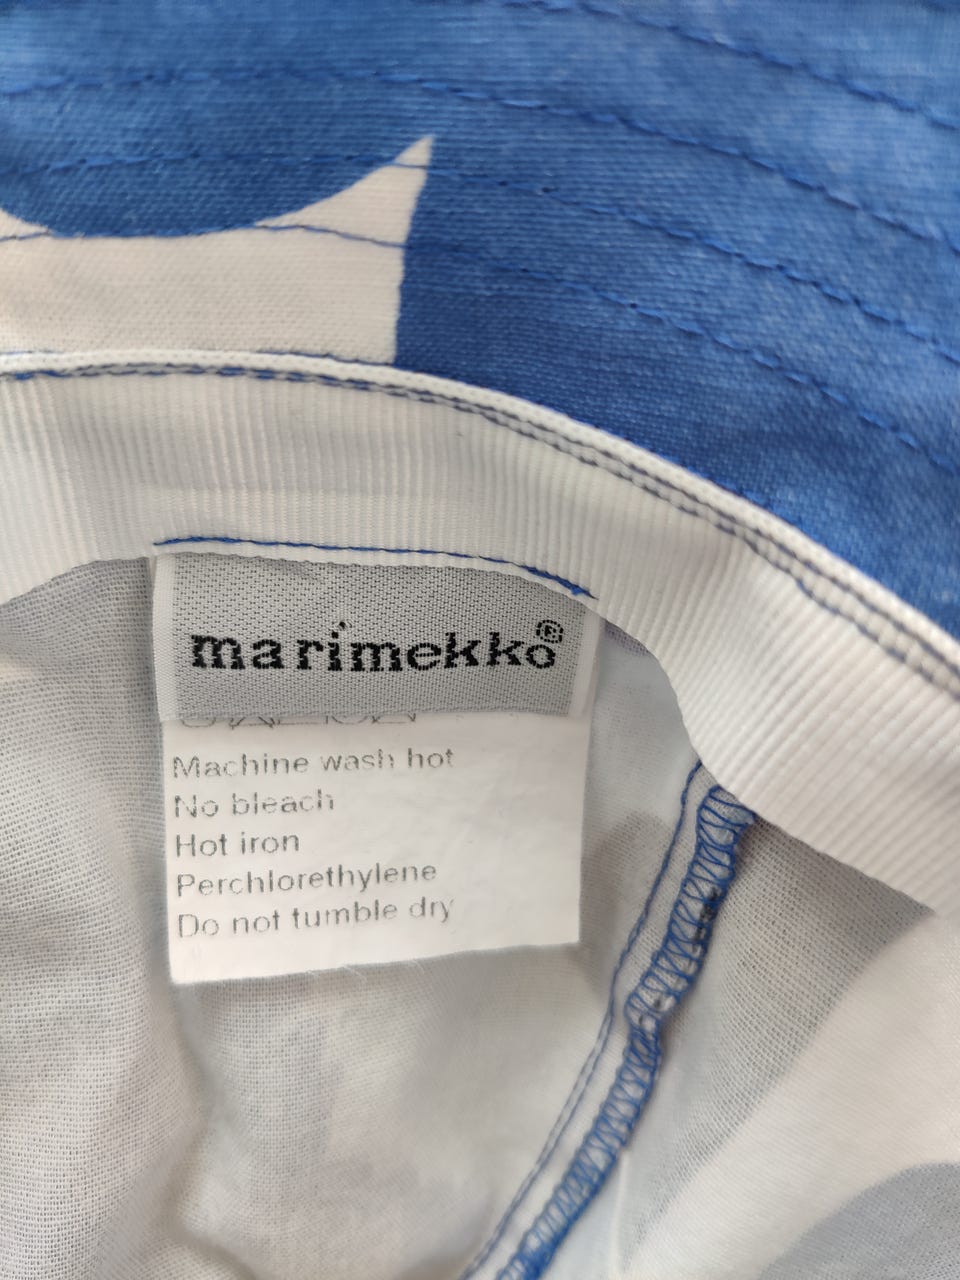 marimekko®
Machine wash hot
No bleach
Hot iron
Perchlorethylene
Do not tumble dry